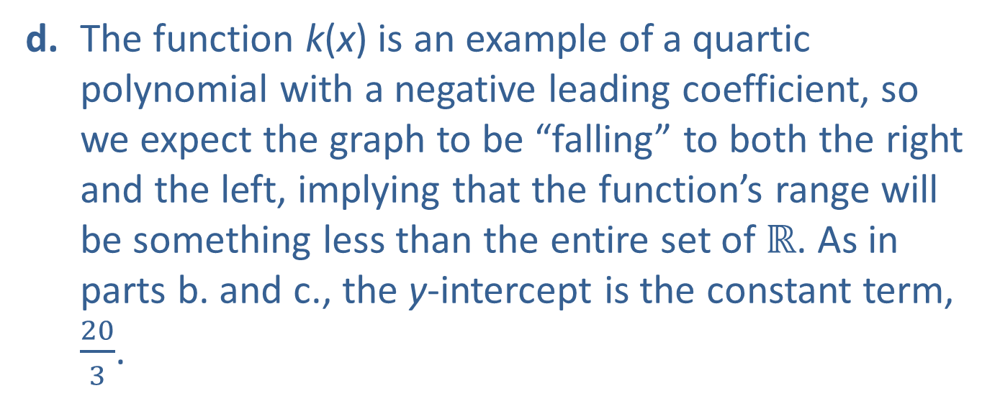 d. The function k(x) is an example of a quartic
polynomial with a negative leading coefficient, so
we expect the graph to be “falling” to both the right
and the left, implying that the function’s range will
be something less than the entire set of ℝ. As in
parts b. and c., the y-intercept is the constant term,
20/3.